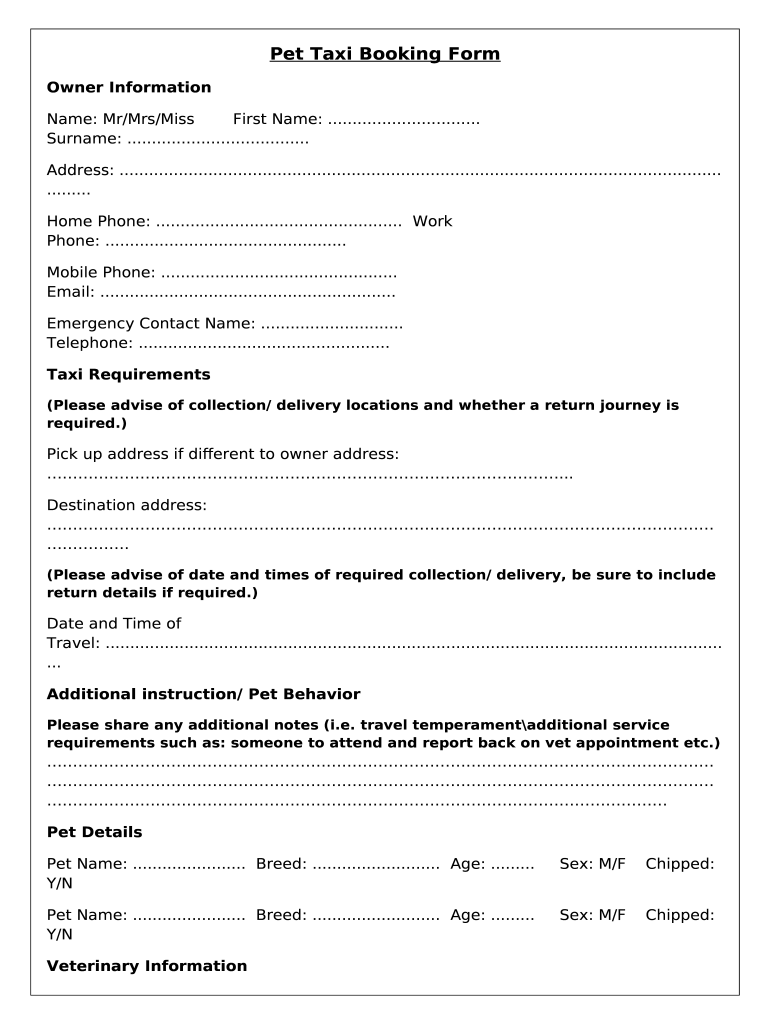 Pet Taxi Booking Form
Owner Information
Name: Mr/Mrs/Miss First Name: ...............................
Surname: .....................................
Address: ...........................................................................................................................
.........
Home Phone: .................................................. Work
Phone: .................................................
Mobile Phone: ................................................
Email: ............................................................
Emergency Contact Name: .............................
Telephone: ...................................................
Taxi Requirements
(Please advise of collection/ delivery locations and whether a return journey is
required.)
Pick up address if different to owner address:
...........................................................................................................
Destination address:
.......................................................................................................................................
................
(Please advise of date and times of required collection/ delivery, be sure to include
return details if required.)
Date and Time of
Travel: .............................................................................................................................
...
Additional instruction/ Pet Behavior
Please share any additional notes (i.e. travel temperament\additional service
requirements such as: someone to attend and report back on vet appointment etc.)
.......................................................................................................................................
.......................................................................................................................................
..............................................................................................................................
Pet Details
Pet Name: ....................... Breed: .......................... Age: ......... Sex: M/F Chipped:
Y/N
Pet Name: ....................... Breed: .......................... Age: ......... Sex: M/F Chipped:
Y/N
Veterinary Information